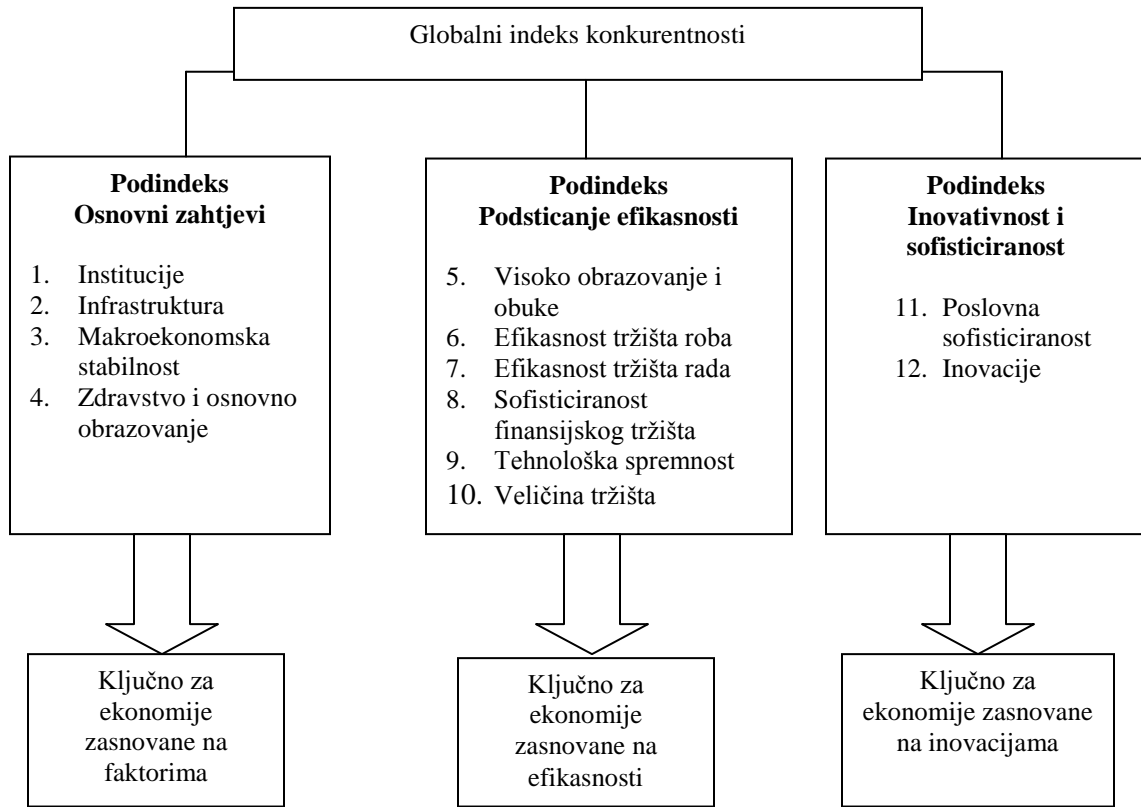 Globalni indeks konkurentnosti
Podindeks
Osnovni zahtjevi
1. Institucije
2. Infrastruktura
3. Makroekonomska
stabilnost
4. Zdravstvo i osnovno
obrazovanje
Podindeks
Podsticanje efikasnosti
5. Visoko obrazovanje i
obuke
6. Efikasnost tržišta roba
7. Efikasnost tržišta rada
8. Sofisticiranost
finansijskog tržišta
9. Tehnološka spremnost
10. Veličina tržišta
Podindeks
Inovativnost i
sofisticiranost
11. Poslovna
sofisticiranost
12. Inovacije
Ključno za
ekonomije
zasnovane na
faktorima
Ključno za
ekonomije
zasnovane na
efikasnosti
Ključno za
ekonomije zasnovane
na inovacijama